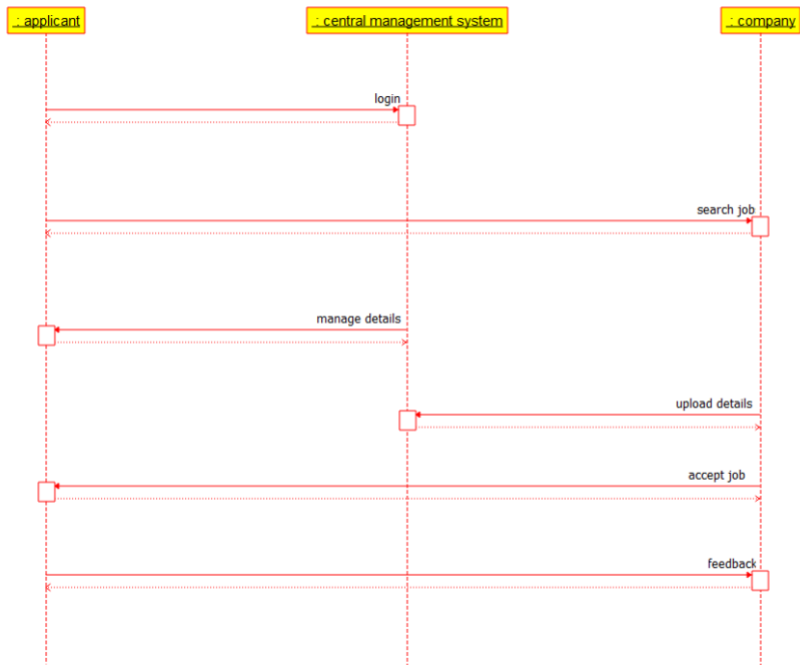 : applicant
: central management system
: company
login
search job
manage details
upload details
accept job
feedback